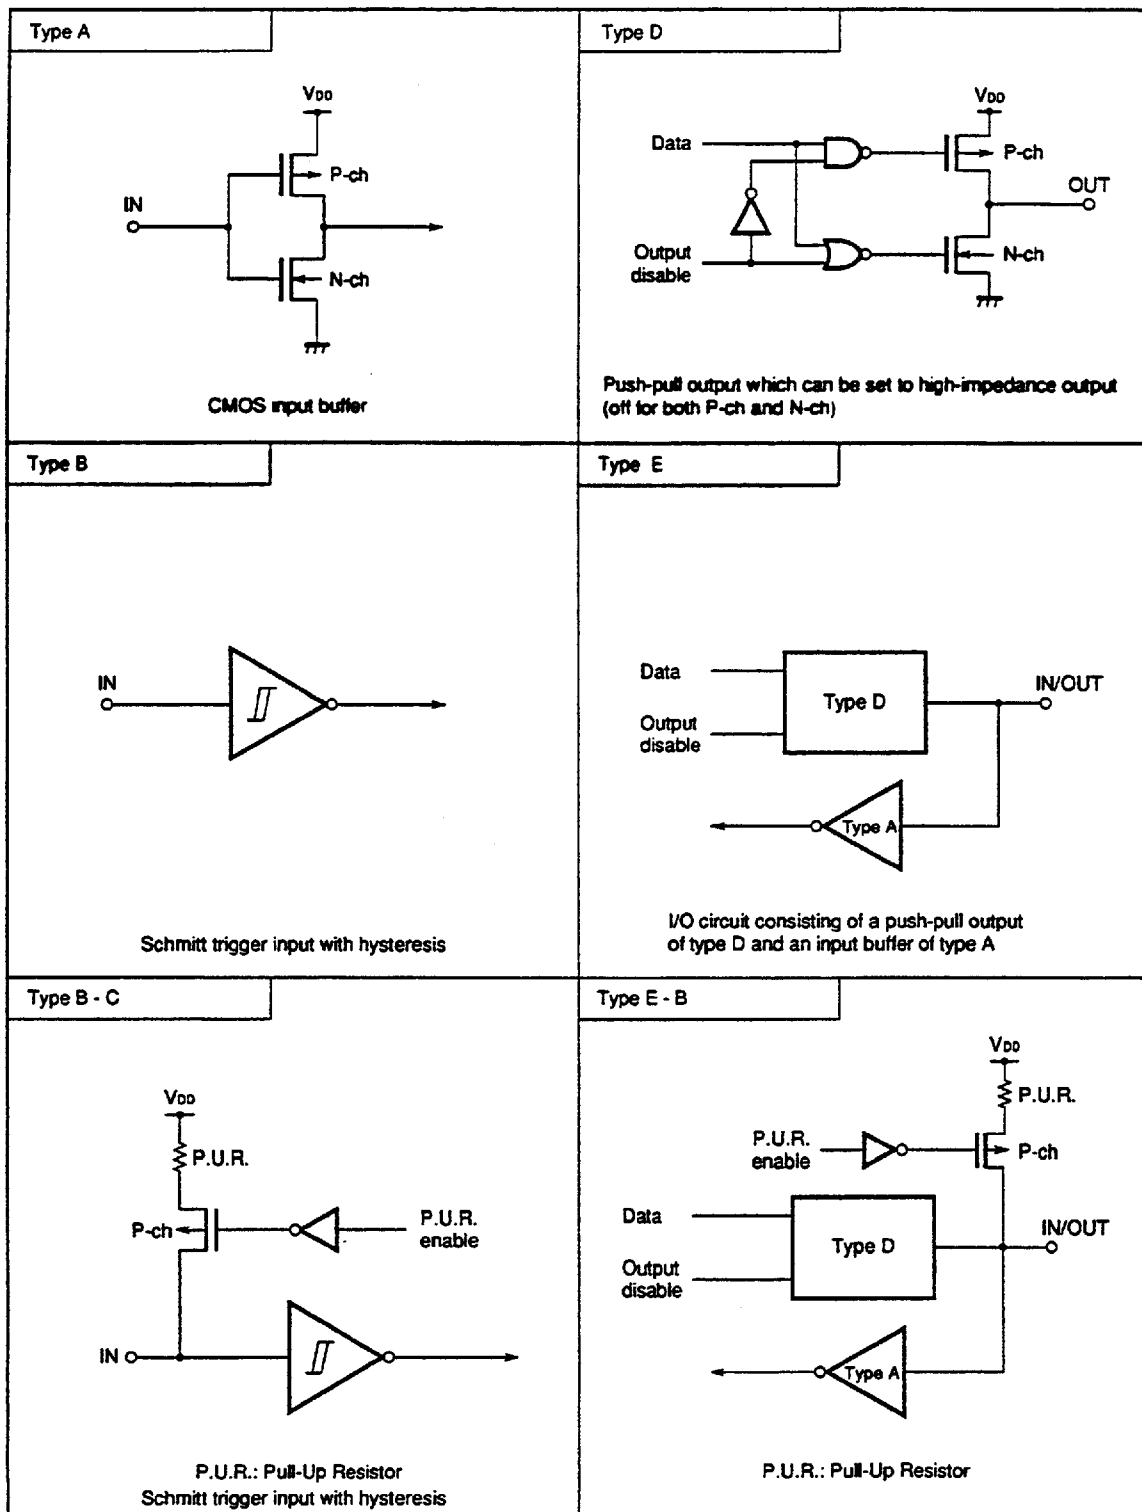 Type A
VDD
P-ch
IN
N-ch
CMOS input buffer
Type D
VDD
Data
P-ch
OUT
Output
disable
N-ch
Push-pull output which can be set to high-impedance output
(off for both P-ch and N-ch)
Type B
IN
Schmitt trigger input with hysteresis
Type E
Data
Type D
IN/OUT
Output
disable
Type A
I/O circuit consisting of a push-pull output
of type D and an input buffer of type A
Type B - C
VDD
P.U.R.
P-ch
P.U.R.
enable
IN
P.U.R.: Pull-Up Resistor
Schmitt trigger input with hysteresis
Type E - B
VDD
P.U.R.
P.U.R.
enable
P-ch
Data
Type D
IN/OUT
Output
disable
Type A
P.U.R.: Pull-Up Resistor